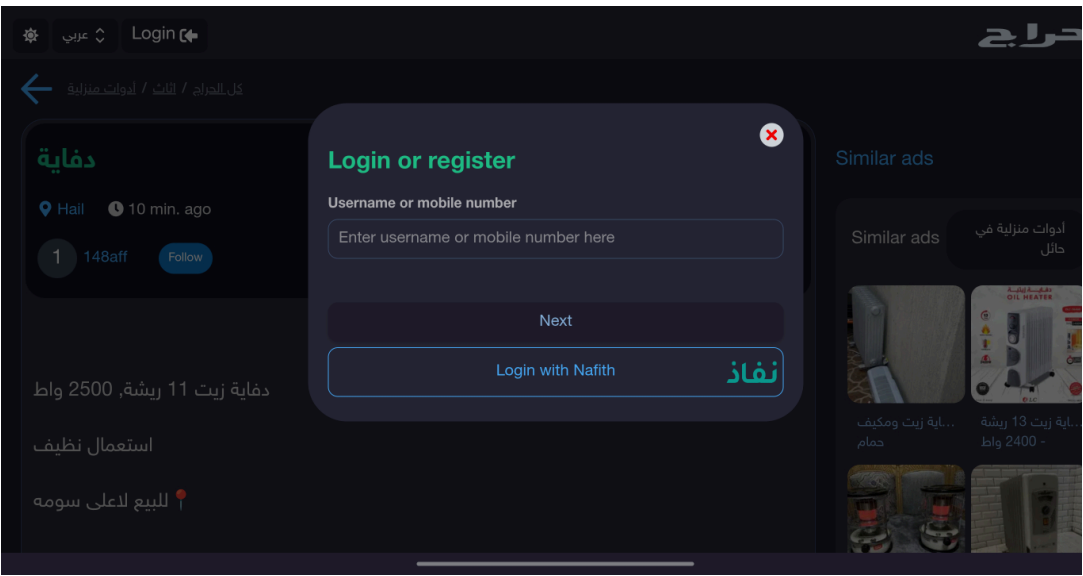 عربي
Login
حراج
كل الحراج / اثاث / أدوات منزلية
دفاية
Hail
10 min. ago
1
148aff
Follow
دفاية زيت 11 ريشة, 2500 واط
استعمال نظيف
للبيع لاعلى سومه
Login or register
Username or mobile number
Enter username or mobile number here
Next
Login with Nafith
نفاذ
Similar ads
Similar ads
أدوات منزلية في
حائل
OIL HEATER
...اية زيت ومكيف
حمام
...اية زيت 13 ريشة
- 2400 واط